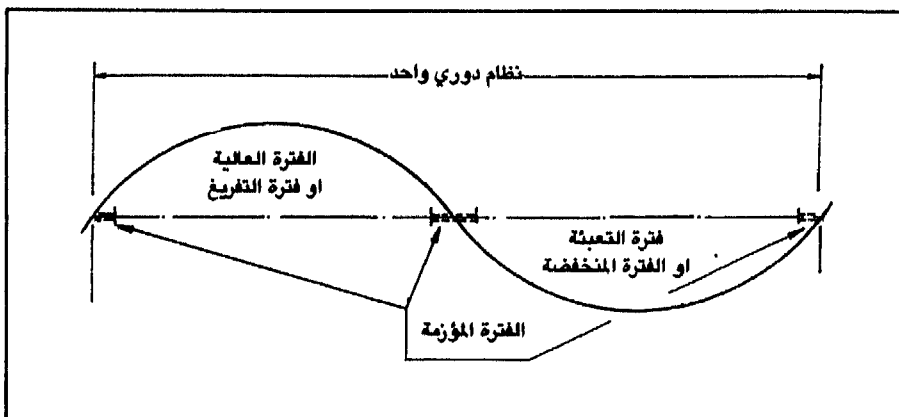 نظام دوري واحد
الفترة العالية
او فترة التفريغ
فترة التعبئة
او الفترة المنخفضة
الفترة المؤزمة